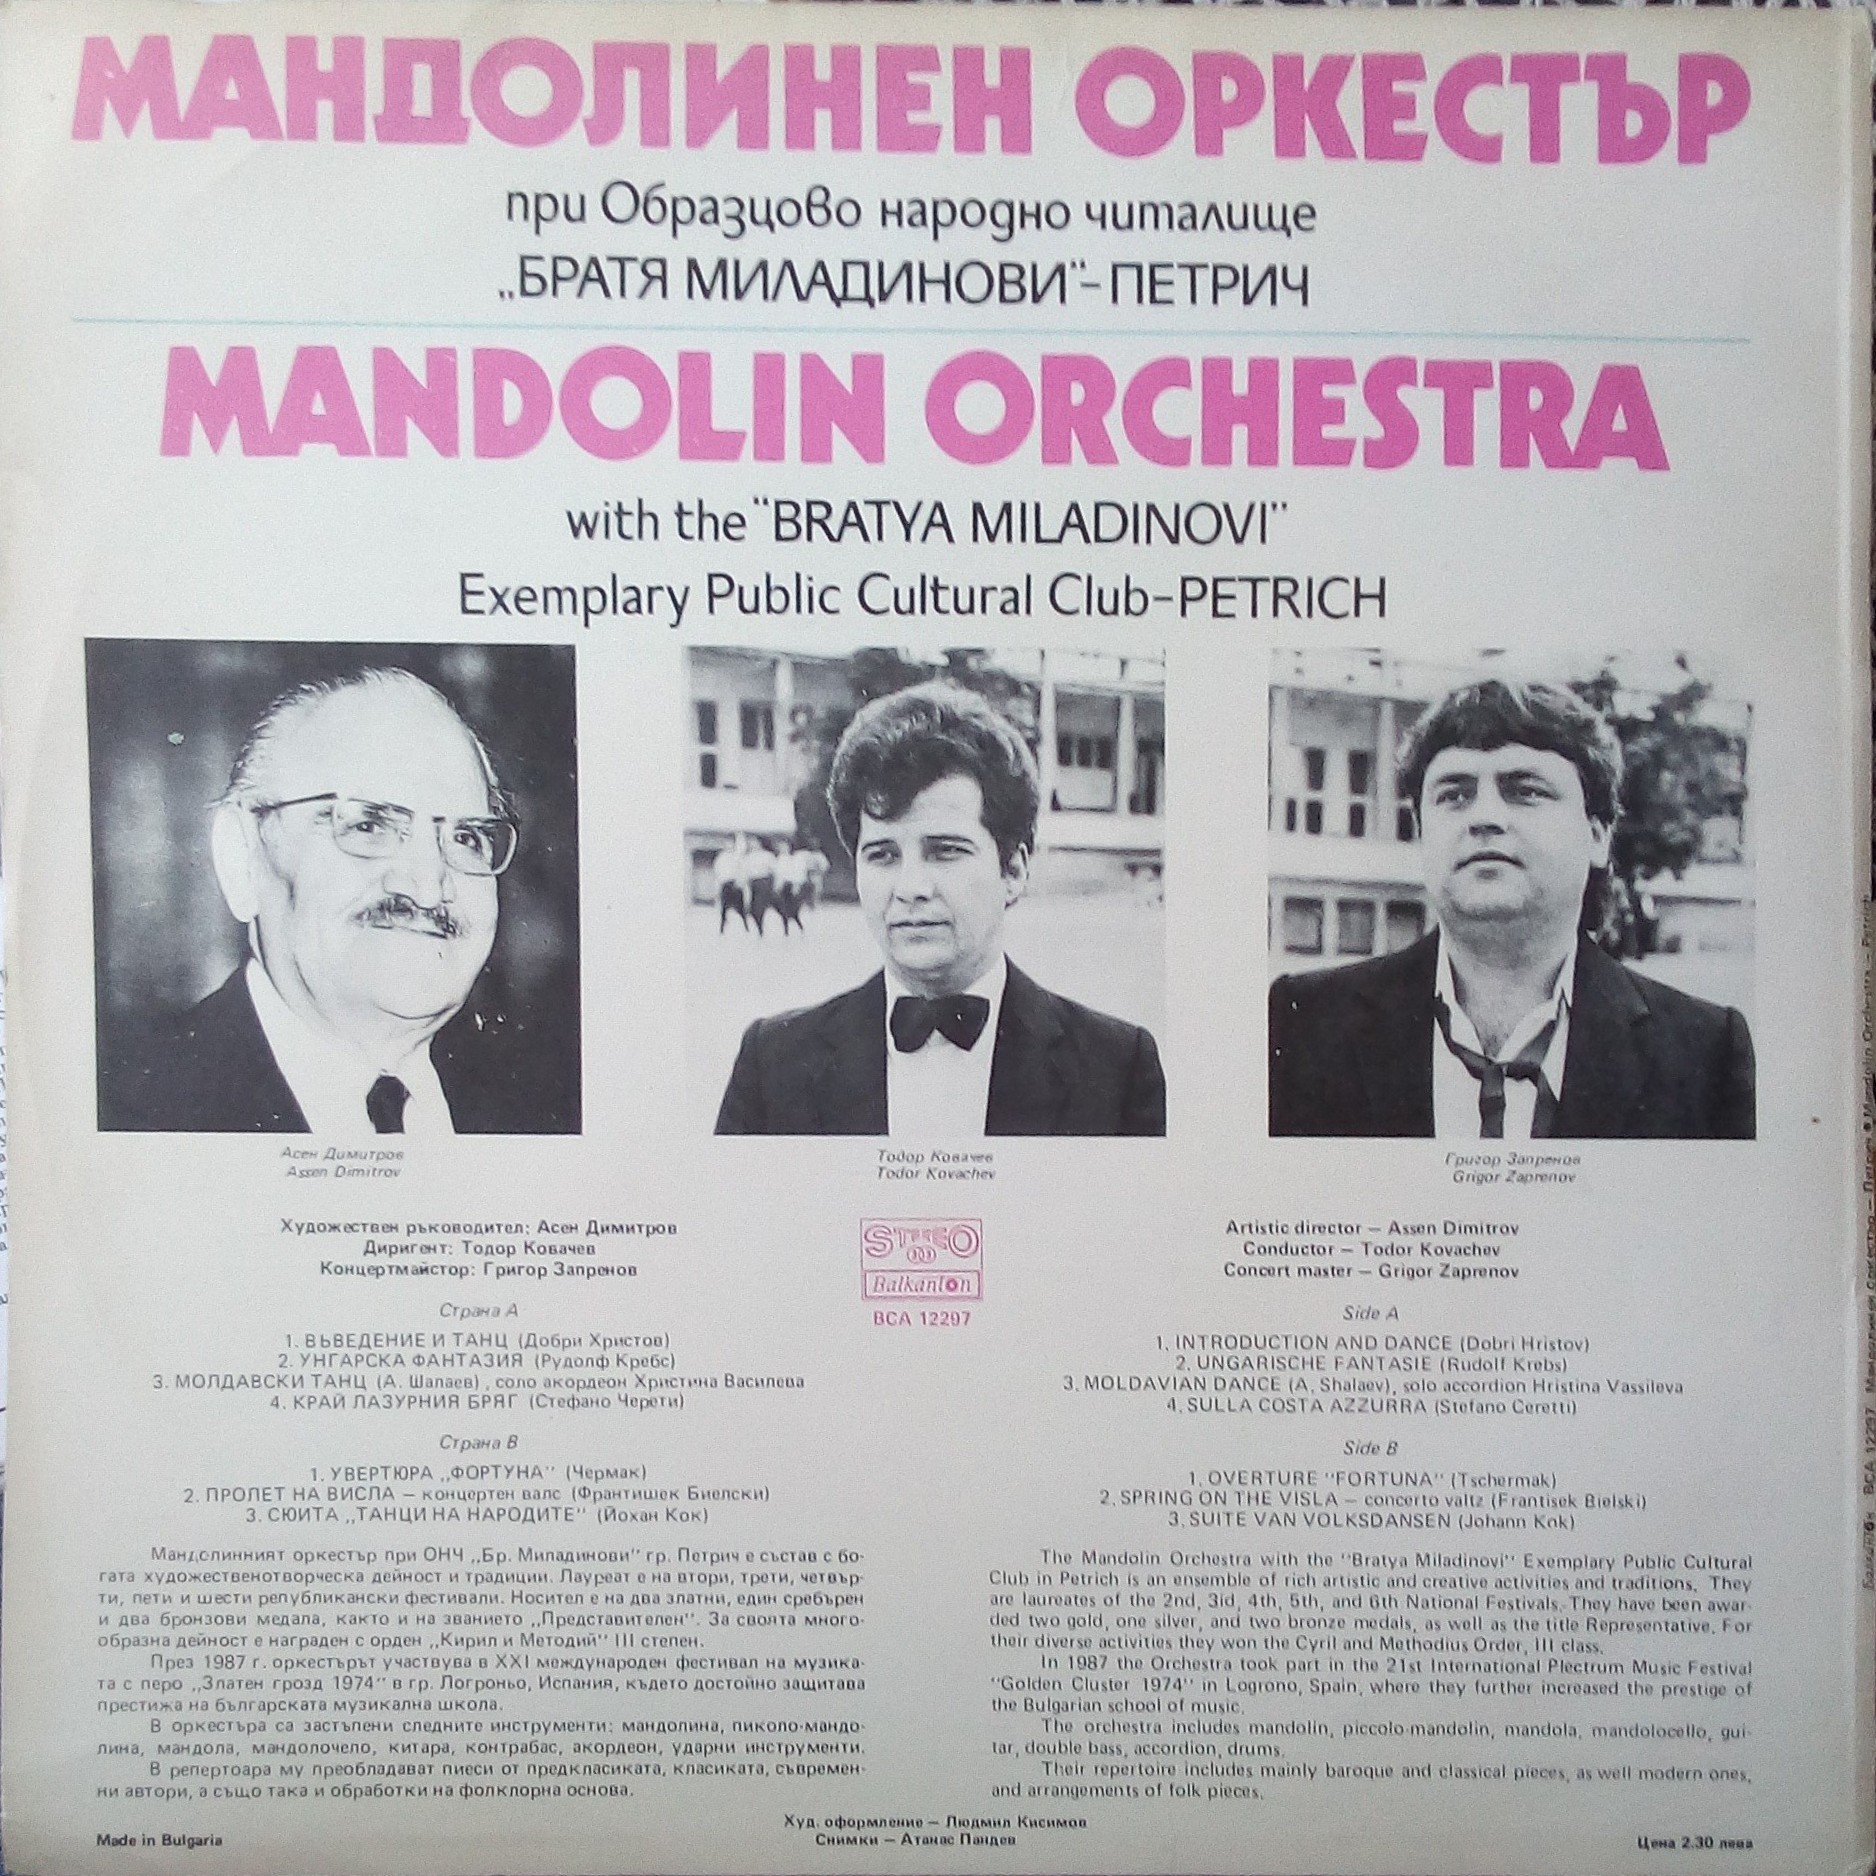 МАНДОЛИНЕН ОРКЕСТЪР
при Образцово народно читалище
„БРАТЯ МИЛАДИНОВИ“-ПЕТРИЧ
MANDOLIN ORCHESTRA
with the "BRATYA MILADINOVI"
Exemplary Public Cultural Club-PETRICH
Асен Димитров
Assen Dimitrov
Тодор Ковачев
Todor Kovachev
Григор Запренов
Grigor Zaprenov
Художествен ръководител: Асен Димитров
Диригент: Тодор Ковачев
Концертмайстор: Григор Запренов
STEREO
Balkanton
ВСА 12297
Artistic director — Assen Dimitrov
Conductor — Todor Kovachev
Concert master — Grigor Zaprenov
Страна А
1. ВЪВЕДЕНИЕ И ТАНЦ (Добри Христов)
2. УНГАРСКА ФАНТАЗИЯ (Рудолф Кребс)
3. МОЛДАВСКИ ТАНЦ (А. Шалаев), соло акордеон Христина Василева
4. КРАЙ ЛАЗУРНИЯ БРЯГ (Стефано Черети)
Страна В
1. УВЕРТЮРА „ФОРТУНА" (Чермак)
2. ПРОЛЕТ НА ВИСЛА — концертен валс (Франтишек Биелски)
3. СЮИТА „ТАНЦИ НА НАРОДИТЕ" (Йохан Кок)
Side A
1. INTRODUCTION AND DANCE (Dobri Hristov)
2. UNGARISCHE FANTASIE (Rudolf Krebs)
3. MOLDAVIAN DANCE (A. Shalaev), solo accordion Hristina Vassileva
4. SULLA COSTA AZZURRA (Stefano Ceretti)
Side B
1. OVERTURE "FORTUNA" (Tschermak)
2. SPRING ON THE VISLA — concerto valtz (Frantisek Bielski)
3. SUITE VAN VOLKSDANSEN (Johann Kok)
Мандолинният оркестър при ОНЧ „Бр. Миладинови" гр. Петрич е състав с бо-
гата художественотворческа дейност и традиции. Лауреат е на втори, трети, четвър-
ти, пети и шести републикански фестивали. Носител е на два златни, един сребърен
и два бронзови медала, както и на званието „Представителен". За своята много-
образна дейност е награден с орден „Кирил и Методий" III степен.
През 1987 г. оркестърът участвува в XXI международен фестивал на музика-
та с перо „Златен грозд 1974" в гр. Логроньо, Испания, където достойно защитава
престижа на българската музикална школа.
В оркестъра са застъпени следните инструменти: мандолина, пиколо-мандо-
лина, мандола, мандолочело, китара, контрабас, акордеон, ударни инструменти.
В репертоара му преобладават пиеси от предкласиката, класиката, съвремен-
ни автори, а също така и обработки на фолклорна основа.
The Mandolin Orchestra with the "Bratya Miladinovi" Exemplary Public Cultural
Club in Petrich is an ensemble of rich artistic and creative activities and traditions. They
are laureates of the 2nd, 3id, 4th, 5th, and 6th National Festivals. They have been awar-
ded two gold, one silver, and two bronze medals, as well as the title Representative. For
their diverse activities they won the Cyril and Methodius Order, III class.
In 1987 the Orchestra took part in the 21st International Plectrum Music Festival
"Golden Cluster 1974" in Logrono, Spain, where they further increased the prestige of
the Bulgarian school of music.
The orchestra includes mandolin, piccolo-mandolin, mandola, mandolocello, gui-
tar, double bass, accordion, drums.
Their repertoire includes mainly baroque and classical pieces, as well modern ones,
and arrangements of folk pieces.
Made in Bulgaria
Худ. оформление — Людмил Кисимов
Снимки — Атанас Пандев
Цена 2.30 лева
Балкантон ВСА 12297 Мандолинен Оркестър — Петрич ● Mandolin Orchestra — Petrich